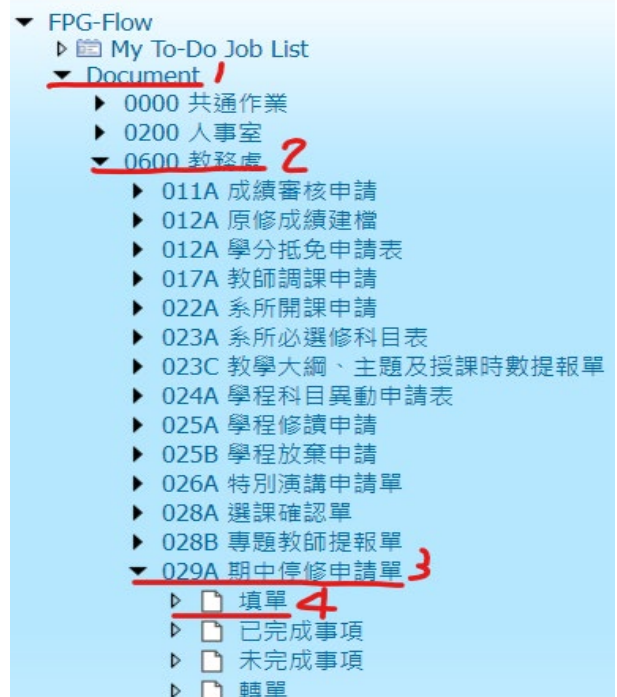 FPG-Flow
My To-Do Job List
Document 1
0000 共通作業
0200 人事室
0600 教務處 2
011A 成績審核申請
012A 原修成績建檔
012A 學分抵免申請表
017A 教師調課申請
022A 系所開課申請
023A 系所必選修科目表
023C 教學大綱、主題及授課時數提報單
024A 學程科目異動申請表
025A 學程修讀申請
025B 學程放棄申請
026A 特別演講申請單
028A 選課確認單
028B 專題教師提報單
029A 期中停修申請單 3
填單 4
已完成事項
未完成事項
轉單